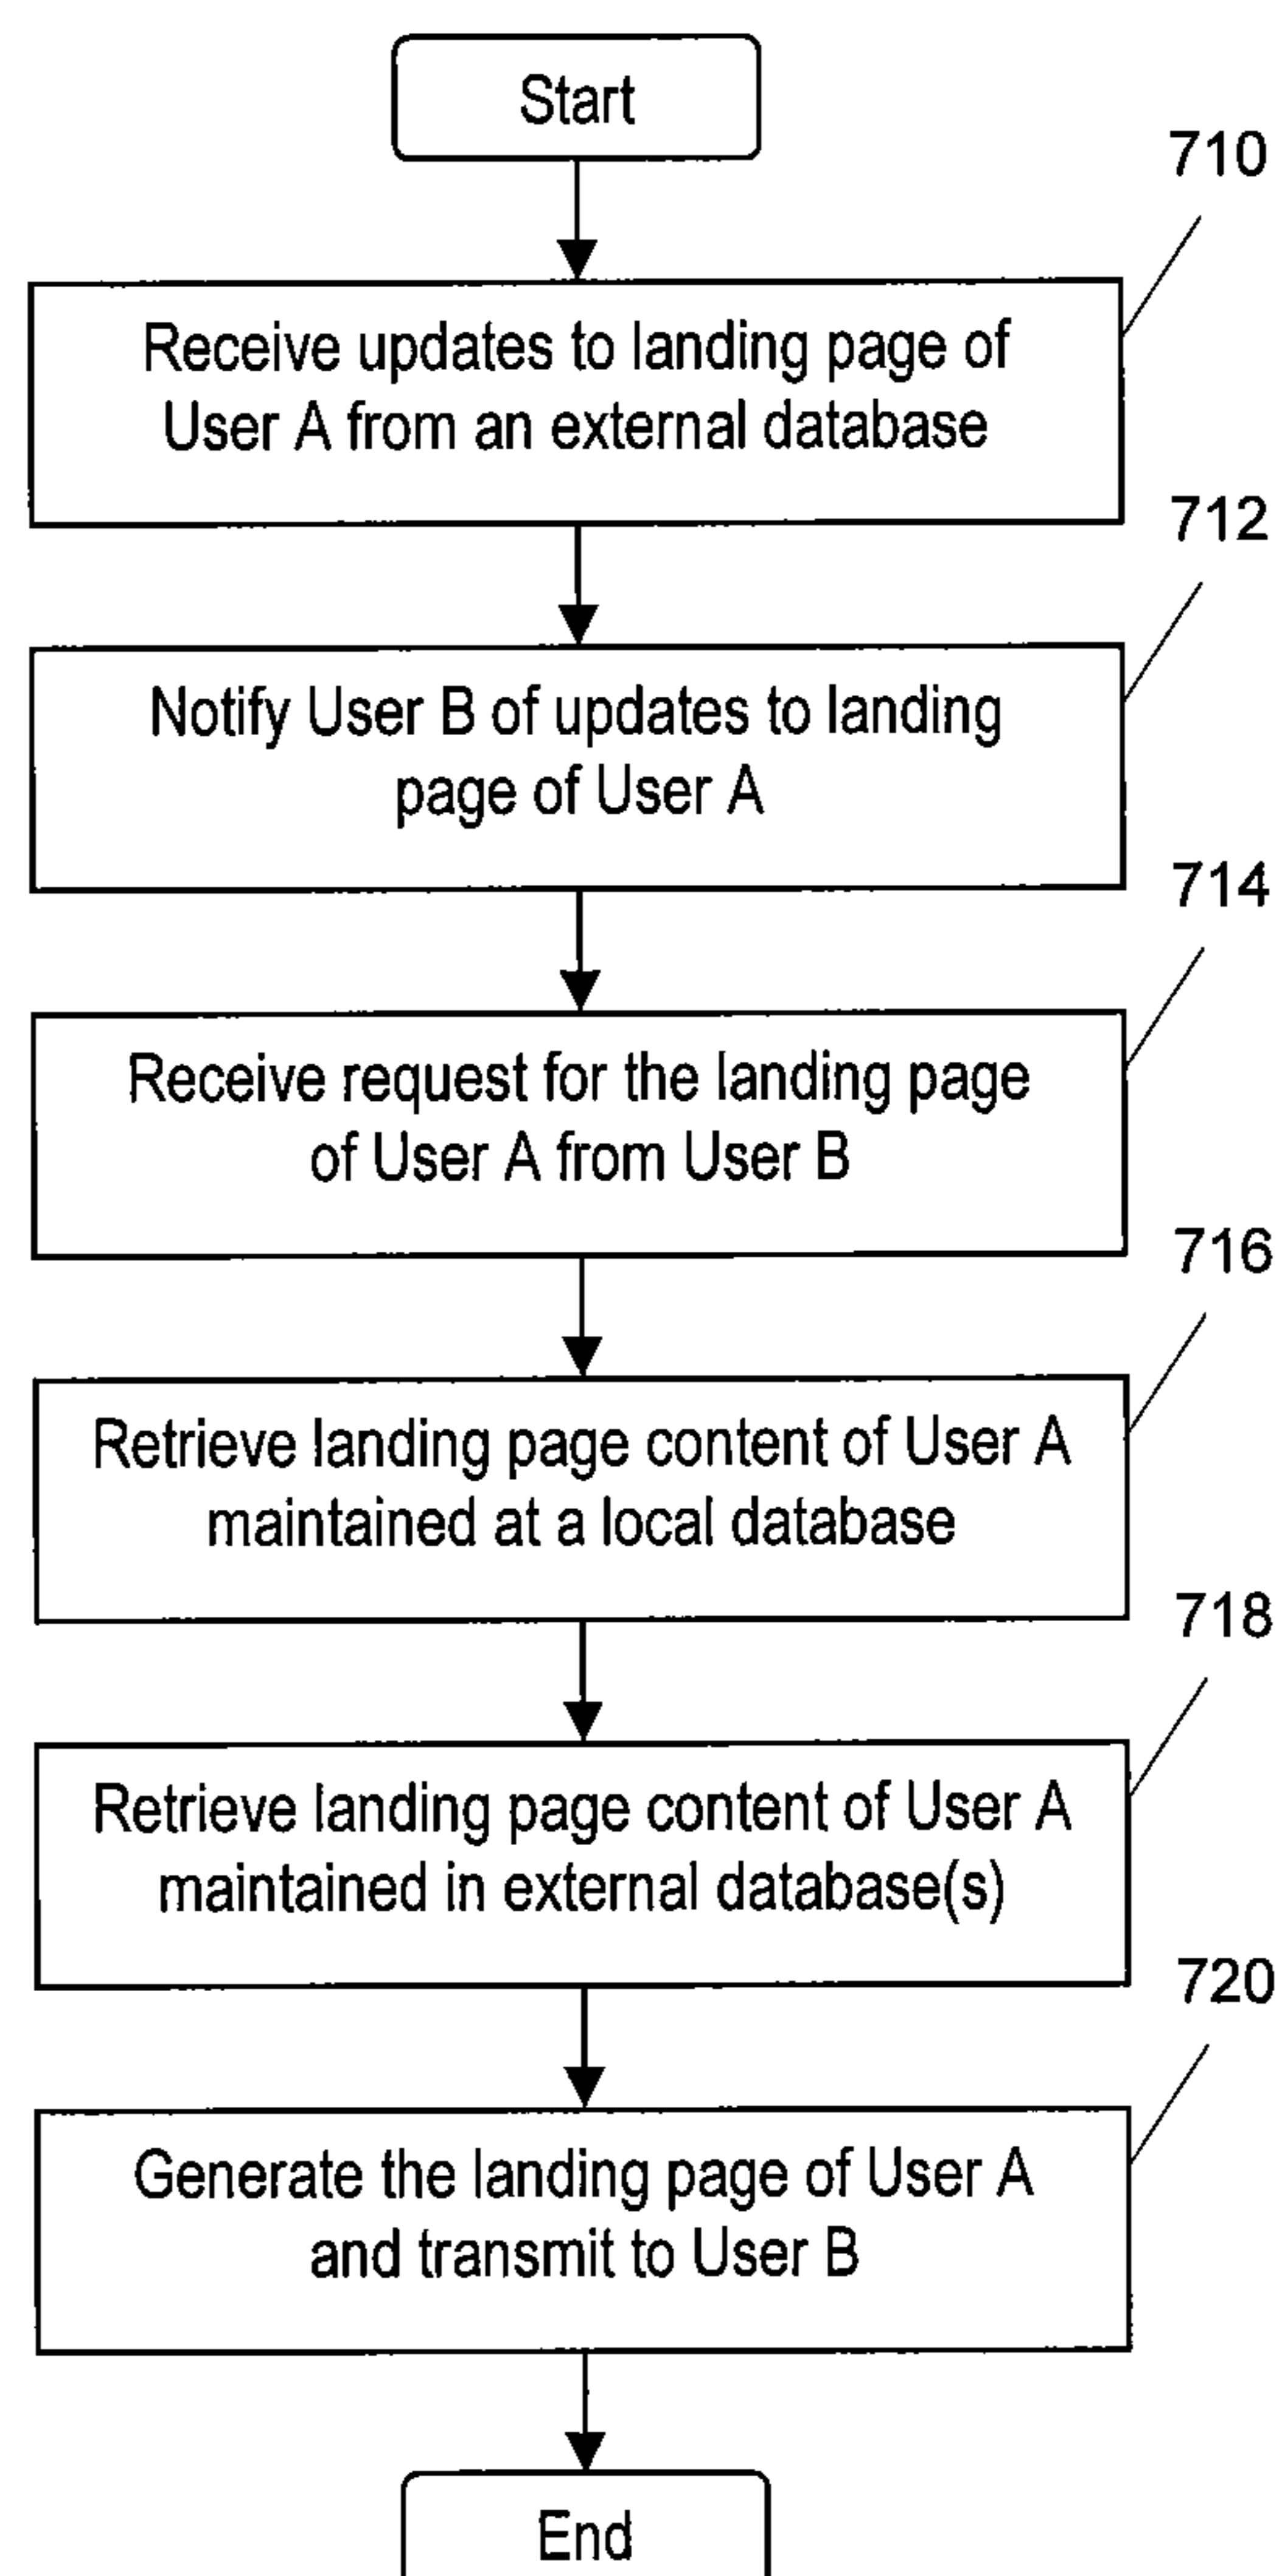 Start
710
Receive updates to landing page of
User A from an external database
712
Notify User B of updates to landing
page of User A
714
Receive request for the landing page
of User A from User B
716
Retrieve landing page content of User A
maintained at a local database
718
Retrieve landing page content of User A
maintained in external database(s)
720
Generate the landing page of User A
and transmit to User B
End